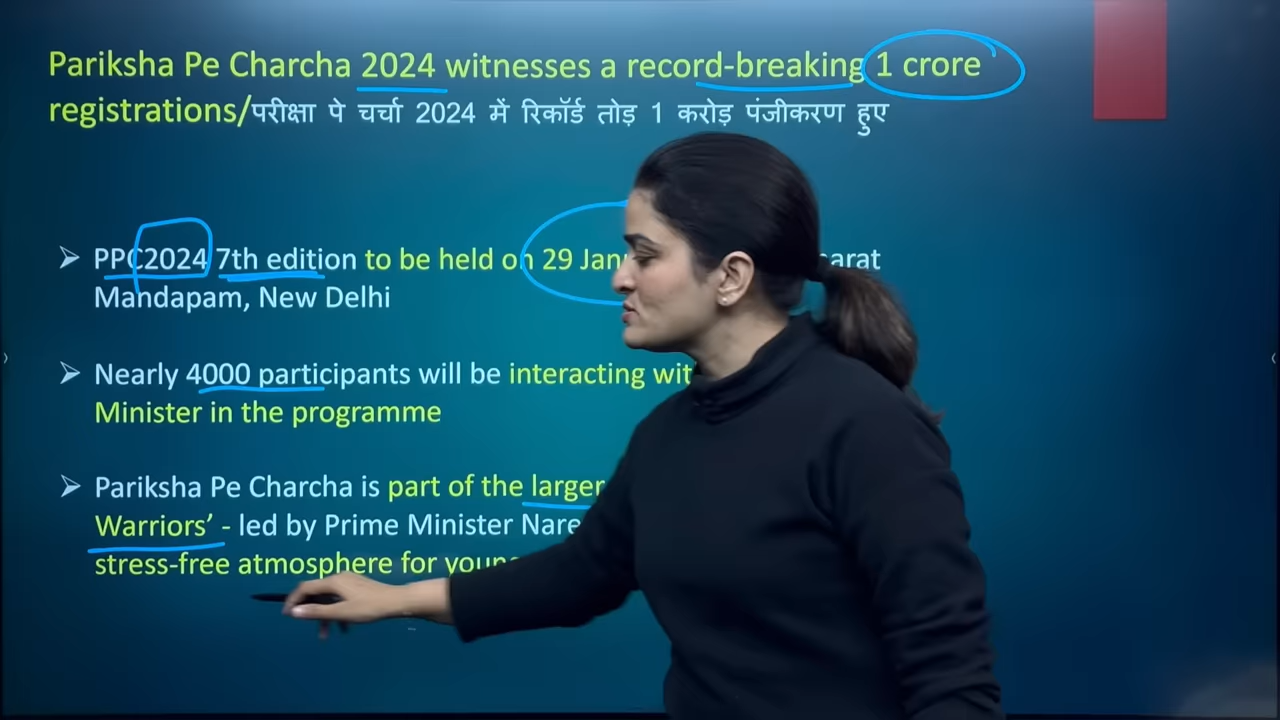 Pariksha Pe Charcha 2024 witnesses a record-breaking 1 crore
registrations/परीक्षा पे चर्चा 2024 में रिकॉर्ड तोड़ 1 करोड़ पंजीकरण हुए
PPC2024 7th edition to be held on 29
Mandapam, New Delhi
Nearly 4000 participants will be interacting
Minister in the programme
Pariksha Pe Charcha is part of the larger
Warriors’ - led by Prime Minister
stress-free atmosphere for